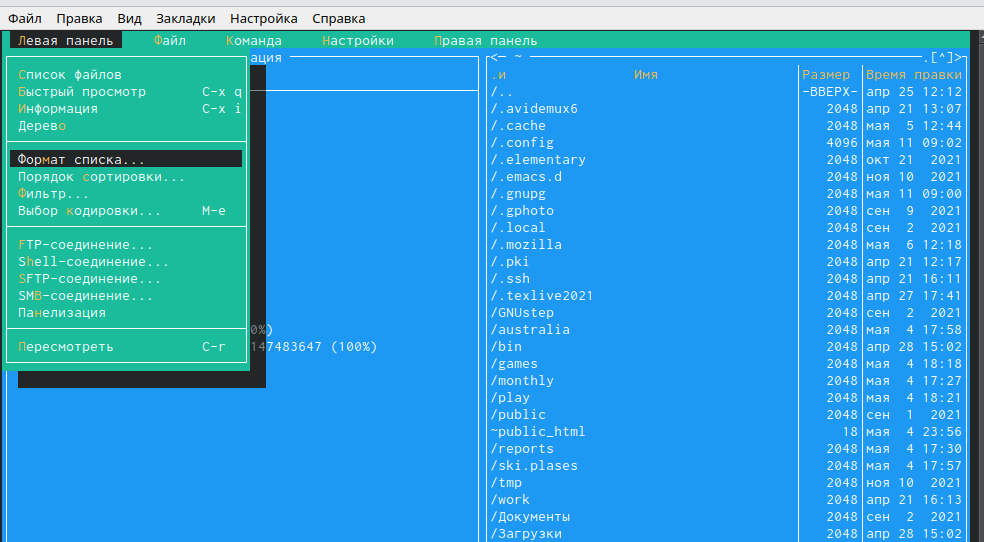 Файл Правка Вид Закладки Настройка Справка
Левая панель Файл Команда Настройки Правая панель
ация
Список файлов
Быстрый просмотр C-x q
Информация C-x i
Дерево
Формат списка...
Порядок сортировки...
Фильтр...
Выбор кодировки... M-e
FTP-соединение...
Shell-соединение...
SFTP-соединение...
SMB-соединение...
Панелизация
Пересмотреть C-r
0%)
147483647 (100%)
<─ ~ .[^]>
.и Имя Размер Время правки
/.. -ВВЕРХ- апр 25 12:12
/.avidemux6 2048 апр 21 13:07
/.cache 2048 мая 5 12:44
/.config 4096 мая 11 09:02
/.elementary 2048 окт 21 2021
/.emacs.d 2048 ноя 10 2021
/.gnupg 2048 мая 11 09:00
/.gphoto 2048 сен 9 2021
/.local 2048 сен 2 2021
/.mozilla 2048 мая 6 12:18
/.pki 2048 апр 21 12:17
/.ssh 2048 апр 21 16:11
/.texlive2021 2048 апр 27 17:41
/GNUstep 2048 сен 2 2021
/australia 2048 мая 4 17:58
/bin 2048 апр 28 15:02
/games 2048 мая 4 18:18
/monthly 2048 мая 4 17:27
/play 2048 мая 4 18:21
/public 2048 сен 1 2021
~public_html 18 мая 4 23:56
/reports 2048 мая 4 17:30
/ski.plases 2048 мая 4 17:57
/tmp 2048 ноя 10 2021
/work 2048 апр 21 16:13
/Документы 2048 сен 2 2021
/Загрузки 2048 апр 28 15:02